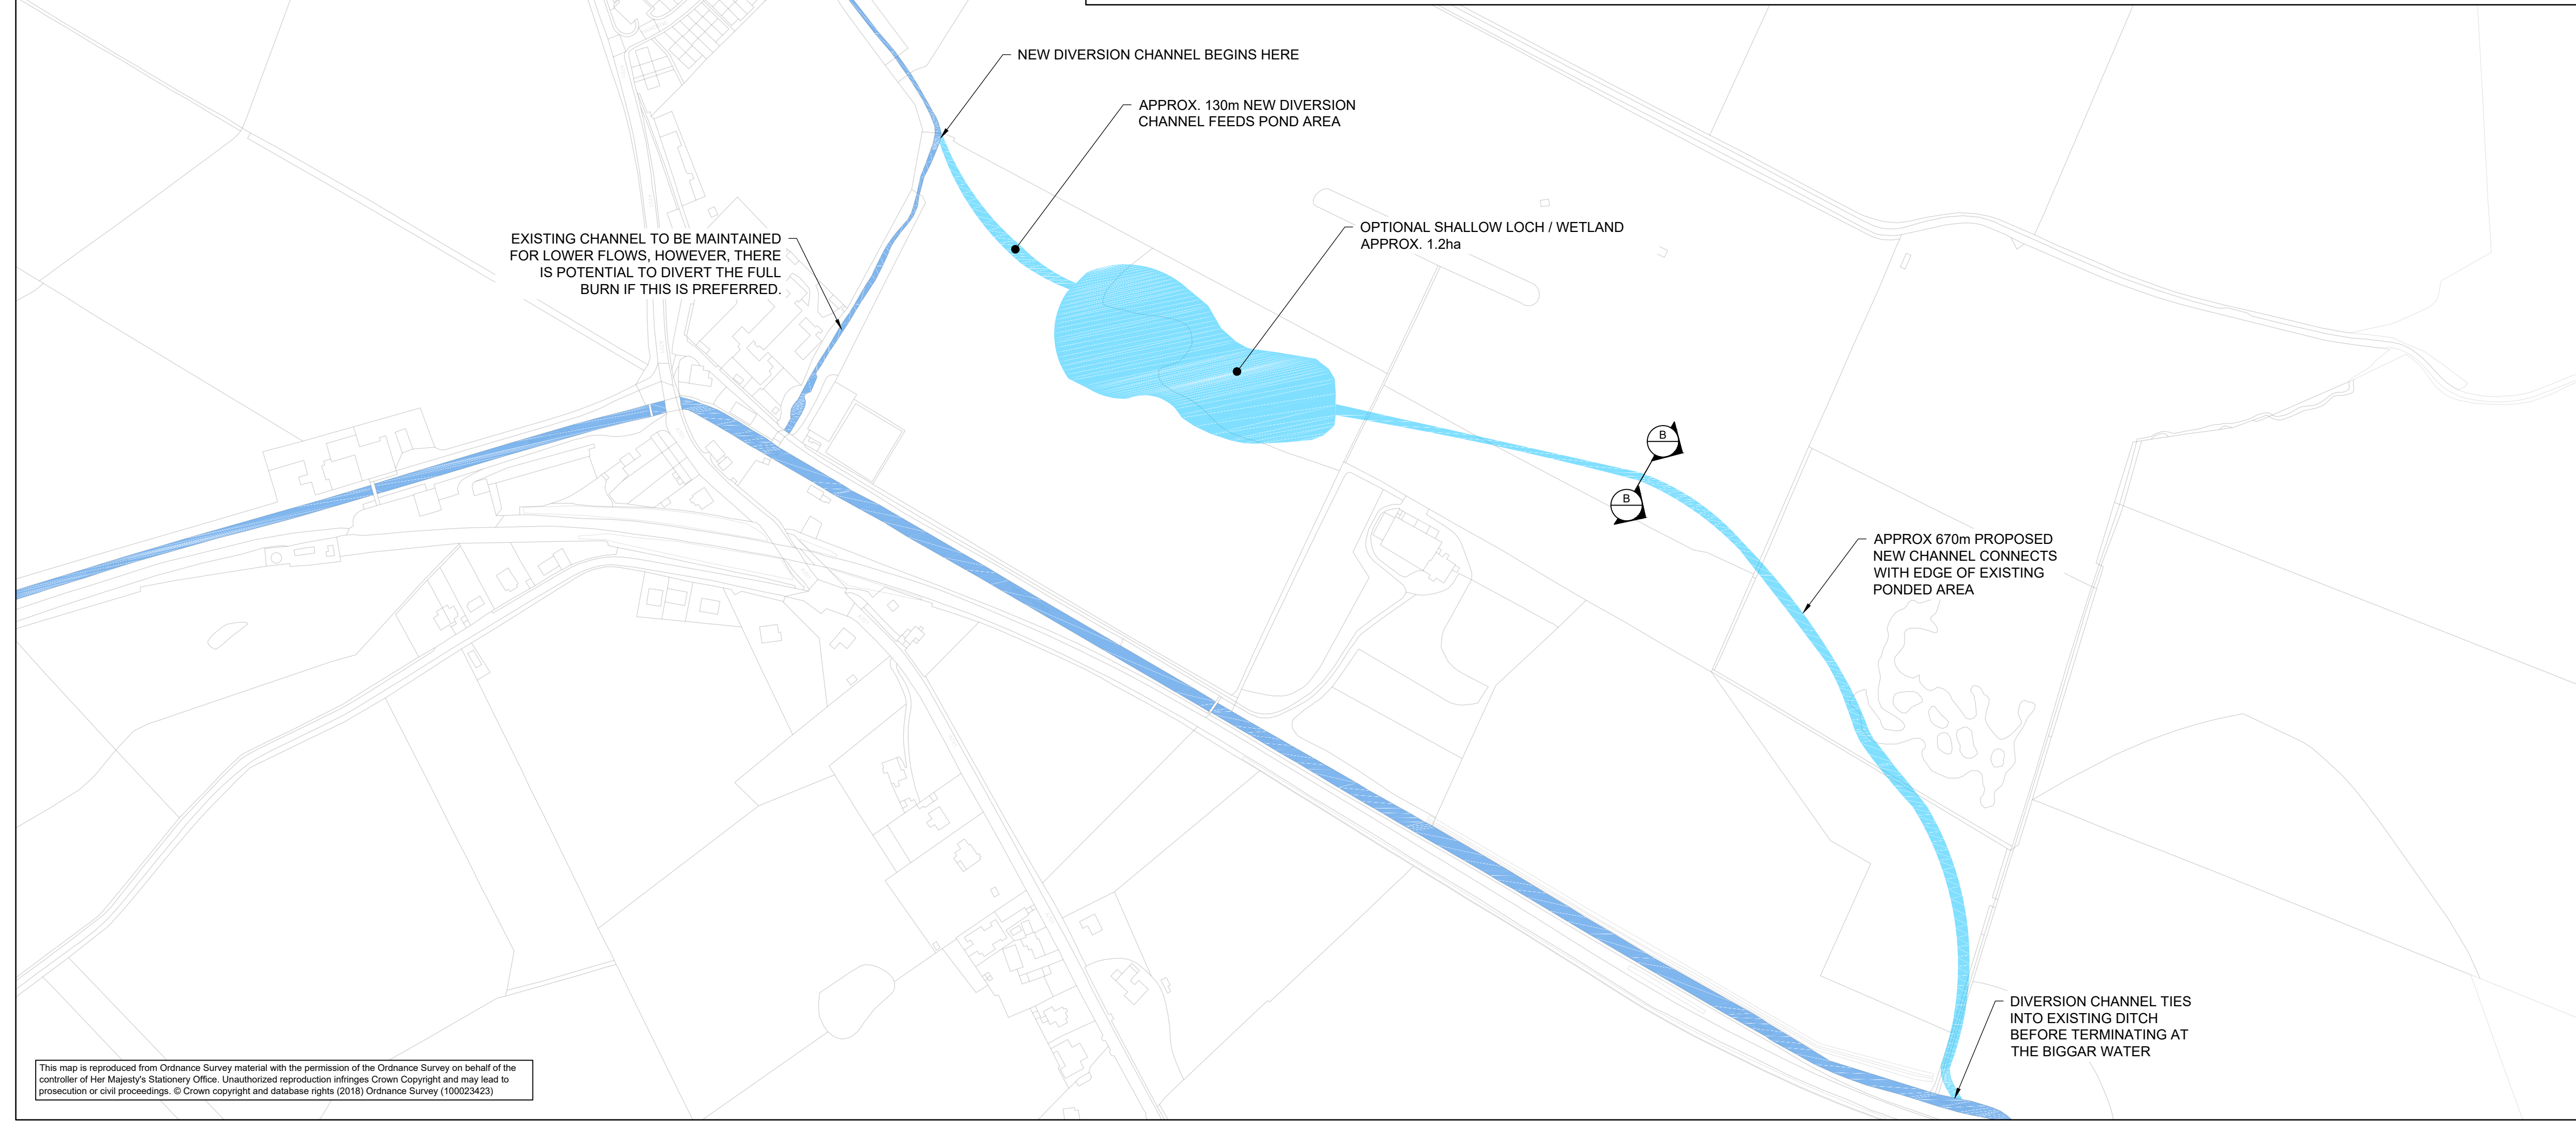 NEW DIVERSION CHANNEL BEGINS HERE
APPROX. 130m NEW DIVERSION
CHANNEL FEEDS POND AREA
OPTIONAL SHALLOW LOCH / WETLAND
APPROX. 1.2ha
EXISTING CHANNEL TO BE MAINTAINED
FOR LOWER FLOWS, HOWEVER, THERE
IS POTENTIAL TO DIVERT THE FULL
BURN IF THIS IS PREFERRED.
B
B
APPROX 670m PROPOSED
NEW CHANNEL CONNECTS
WITH EDGE OF EXISTING
PONDED AREA
DIVERSION CHANNEL TIES
INTO EXISTING DITCH
BEFORE TERMINATING AT
THE BIGGAR WATER
This map is reproduced from Ordnance Survey material with the permission of the Ordnance Survey on behalf of the
controller of Her Majesty's Stationery Office. Unauthorized reproduction infringes Crown Copyright and may lead to
prosecution or civil proceedings. © Crown copyright and database rights (2018) Ordnance Survey (100023423)